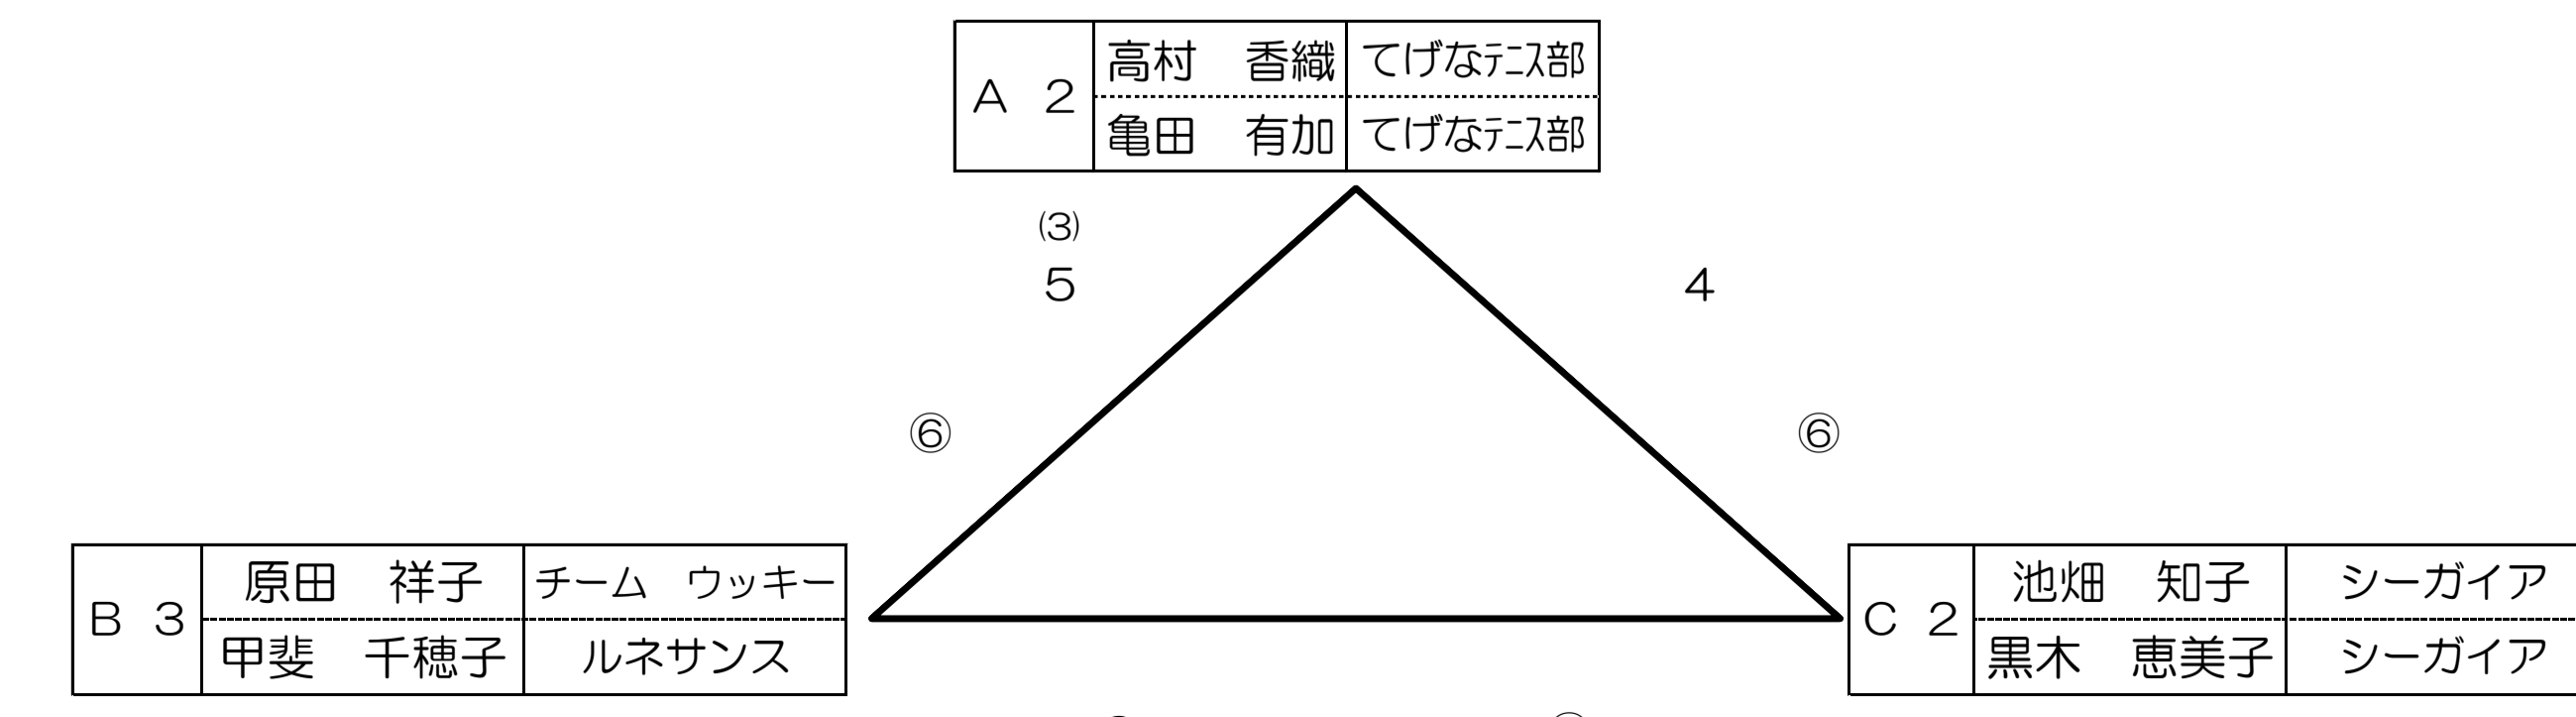 A 2 高村 香織 てげなﾃﾆｽ部
亀田 有加 てげなﾃﾆｽ部
(3)
5 4
⑥ ⑥
B 3 原田 祥子 チーム ウッキー
甲斐 千穂子 ルネサンス
C 2 池畑 知子 シーガイア
黒木 恵美子 シーガイア